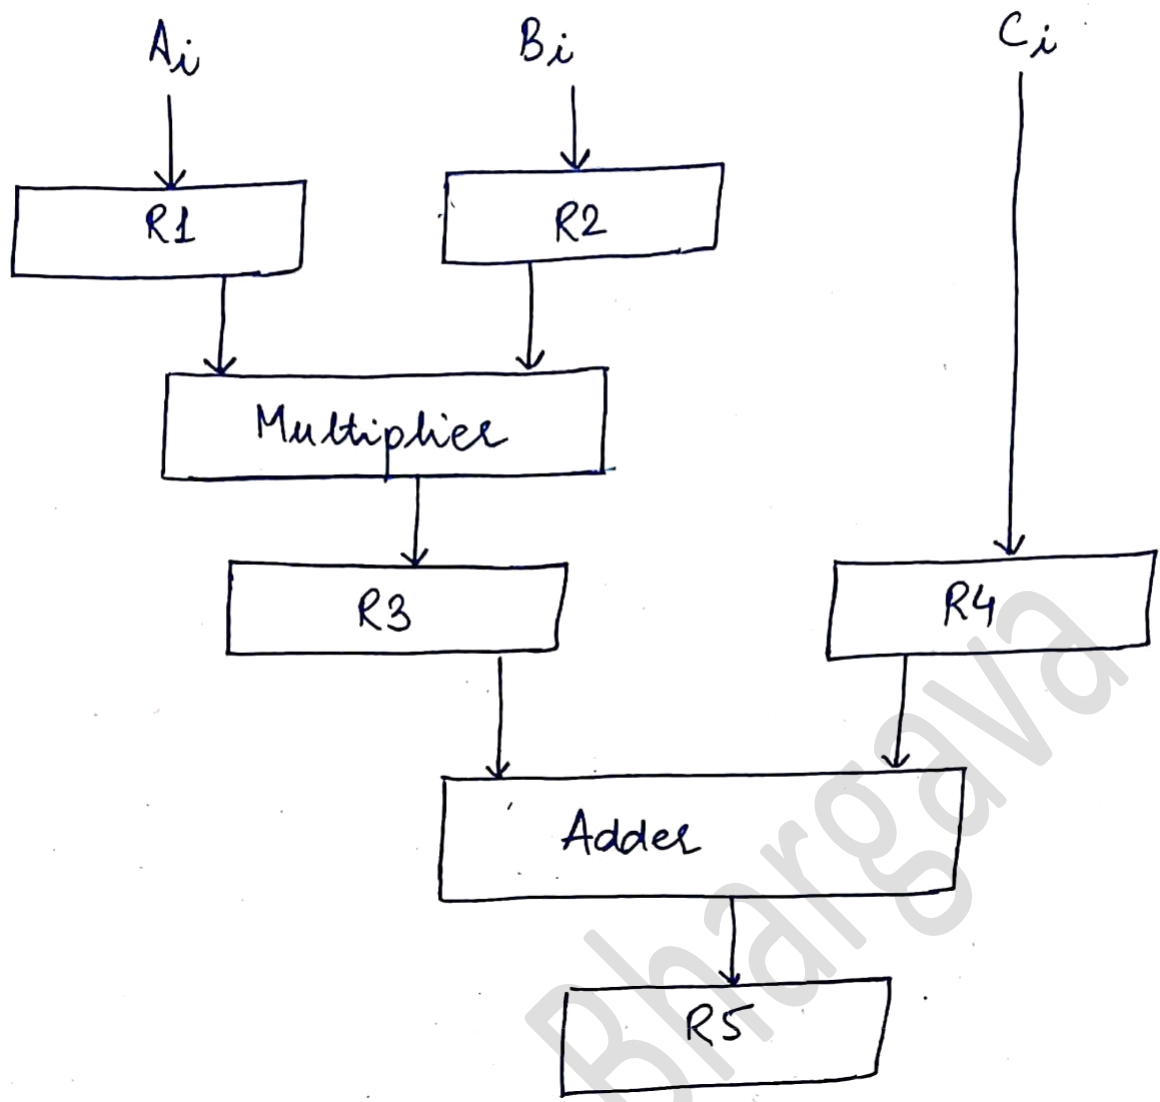 Ai Bi Ci
R1 R2
Multiplier
R3 R4
Adder
R5
Bhargava